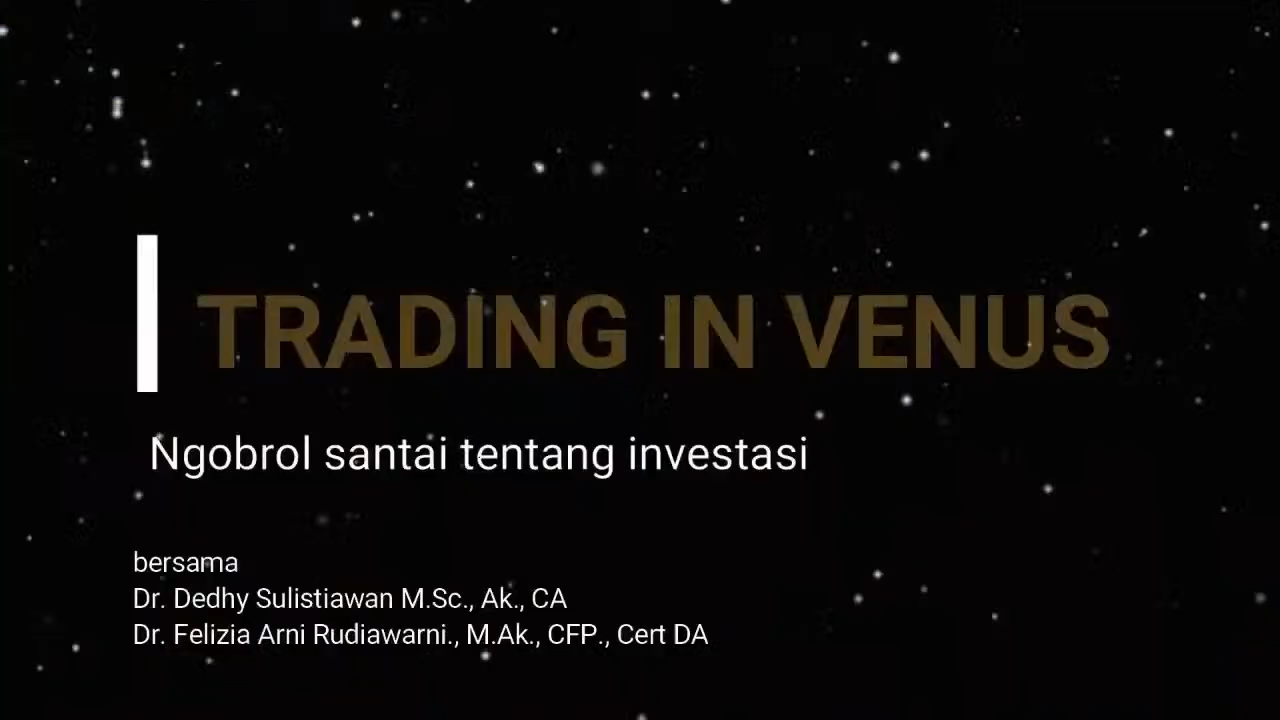 TRADING IN VENUS
Ngobrol santai tentang investasi
bersama
Dr. Dedhy Sulistiawan M.Sc., Ak., CA
Dr. Felizia Arni Rudiawarni., M.Ak., CFP., Cert DA